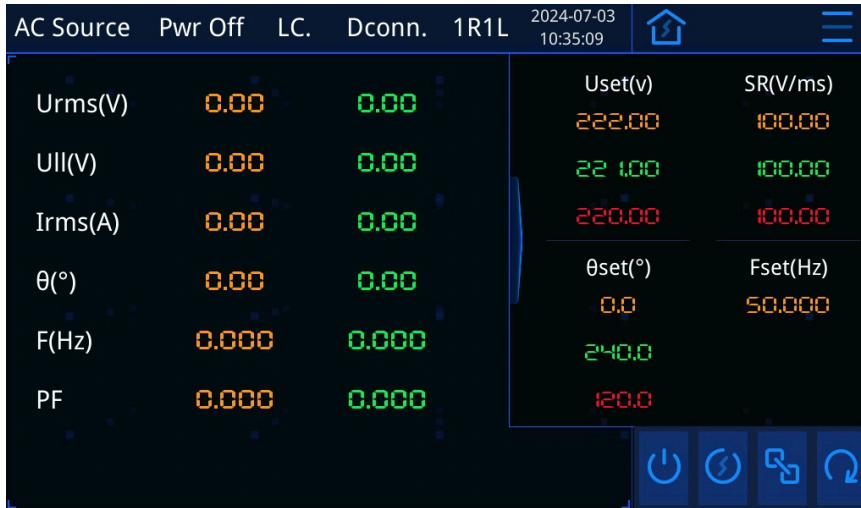 AC Source Pwr Off LC. Dconn. 1R1L 2024-07-03 10:35:09
Urms(V) 0.00 0.00
Ull(V) 0.00 0.00
Irms(A) 0.00 0.00
θ(°) 0.00 0.00
F(Hz) 0.000 0.000
PF 0.000 0.000
Uset(v) SR(V/ms)
222.00 100.00
221.00 100.00
220.00 100.00
θset(°) Fset(Hz)
0.0 50.000
240.0
120.0